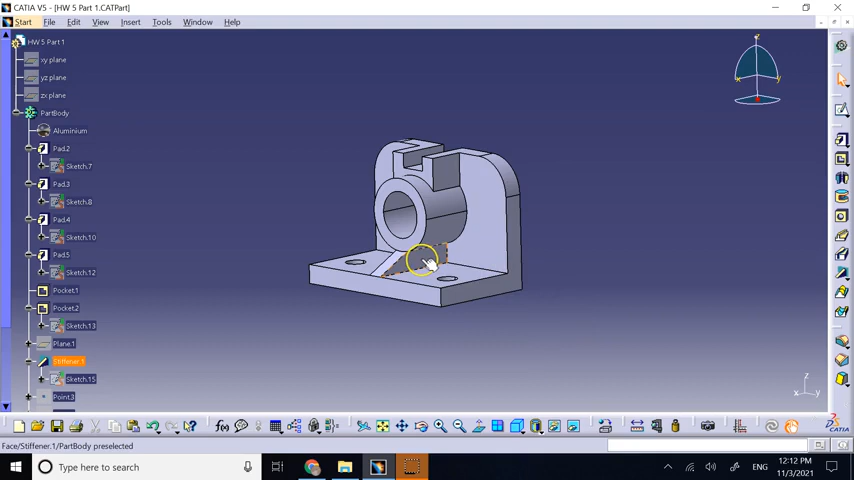 CATIA V5 - [HW 5 Part 1.CATPart]
Start File Edit View Insert Tools Window Help
HW 5 Part 1
xy plane
yz plane
zx plane
PartBody
Aluminium
Pad.2
Sketch.7
Pad.3
Sketch.8
Pad.4
Sketch.10
Pad.5
Sketch.12
Pocket.1
Pocket.2
Sketch.13
Plane.1
Stiffener.1
Sketch.15
Point.3
z
x y
z
x y
f(x)
CATIA
Face/Stiffener.1/PartBody preselected
Type here to search
ENG
12:12 PM
11/3/2021